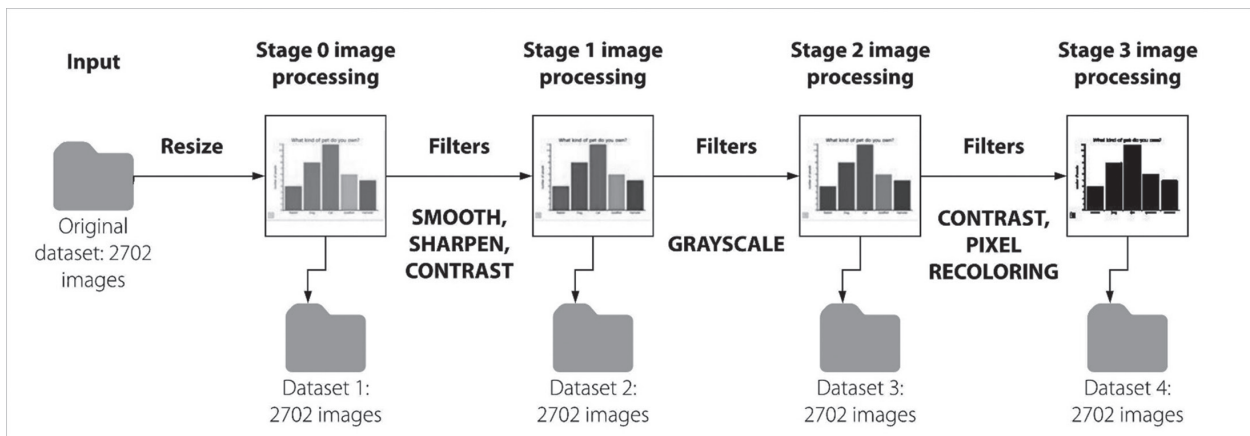 Input
Stage 0 image
processing
Stage 1 image
processing
Stage 2 image
processing
Stage 3 image
processing
Resize
Filters
Filters
Filters
What kind of pet do you own?
What kind of pet do you own?
What kind of pet do you own?
What kind of pet do you own?
SMOOTH,
SHARPEN,
CONTRAST
GRAYSCALE
CONTRAST,
PIXEL
RECOLORING
Original
dataset: 2702
images
Dataset 1:
2702 images
Dataset 2:
2702 images
Dataset 3:
2702 images
Dataset 4:
2702 images